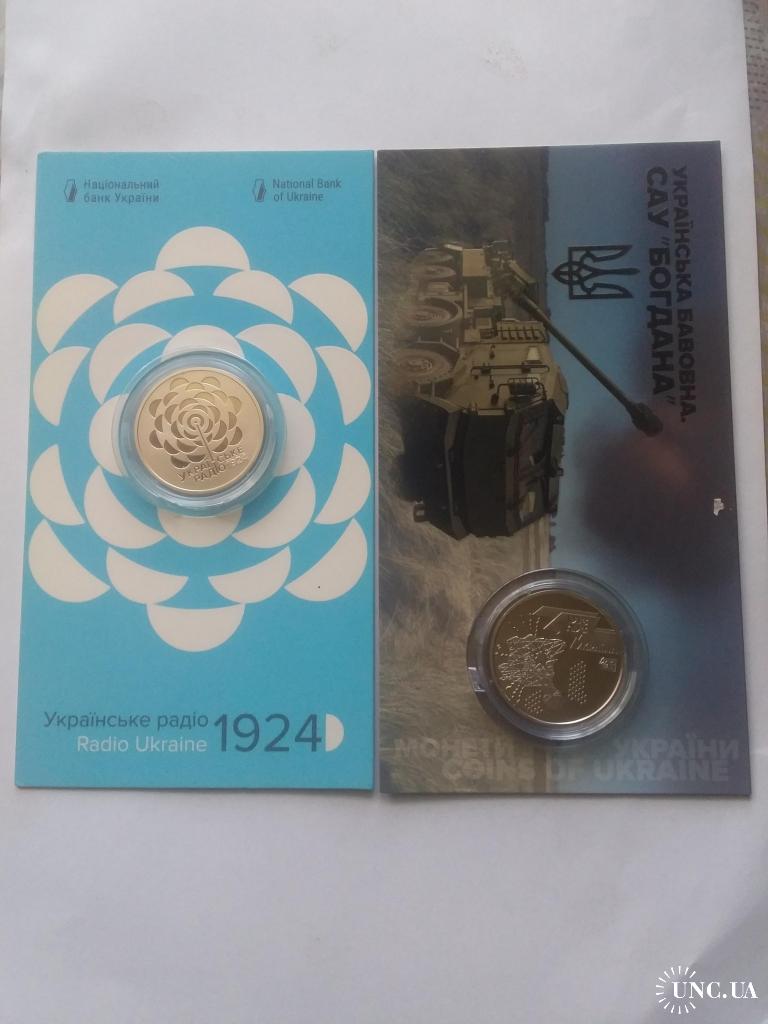 Національний
банк України
National Bank
of Ukraine
УКРАЇНСЬКЕ
РАДІО
Українське радіо
Radio Ukraine
1924
УКРАЇНСЬКА БАВОВНА.
САУ "БОГДАНА"
МОНЕТИ УКРАЇНИ
COINS OF UKRAINE
UNC.UA